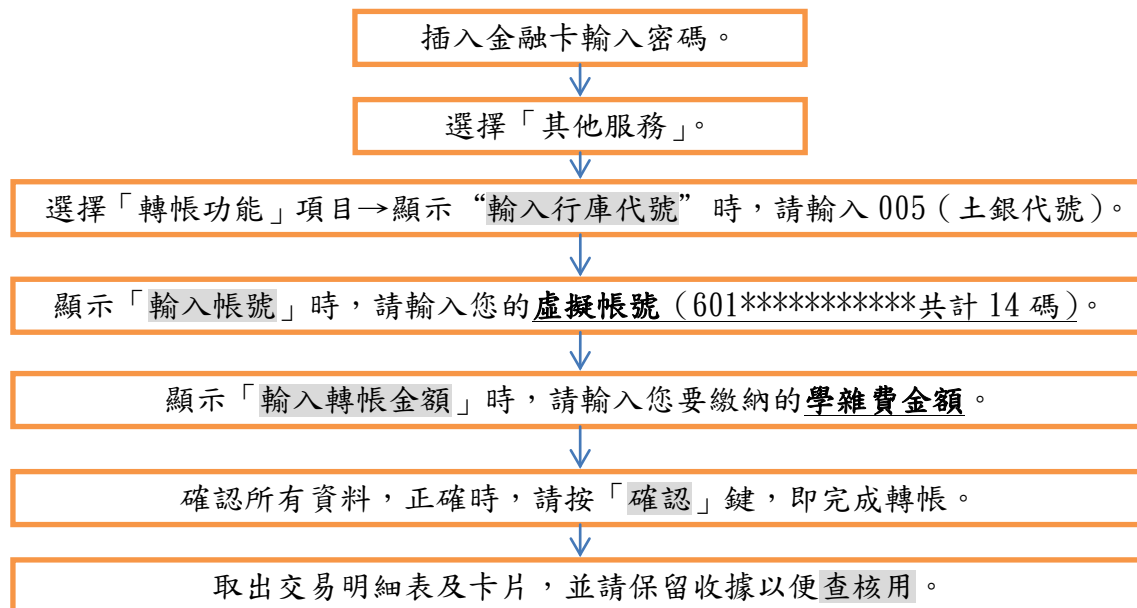 插入金融卡輸入密碼。
選擇「其他服務」。
選擇「轉帳功能」項目→顯示“輸入行庫代號”時，請輸入 005（土銀代號）。
顯示「輸入帳號」時，請輸入您的虛擬帳號（601***********共計 14 碼）。
顯示「輸入轉帳金額」時，請輸入您要繳納的學雜費金額。
確認所有資料，正確時，請按「確認」鍵，即完成轉帳。
取出交易明細表及卡片，並請保留收據以便查核用。